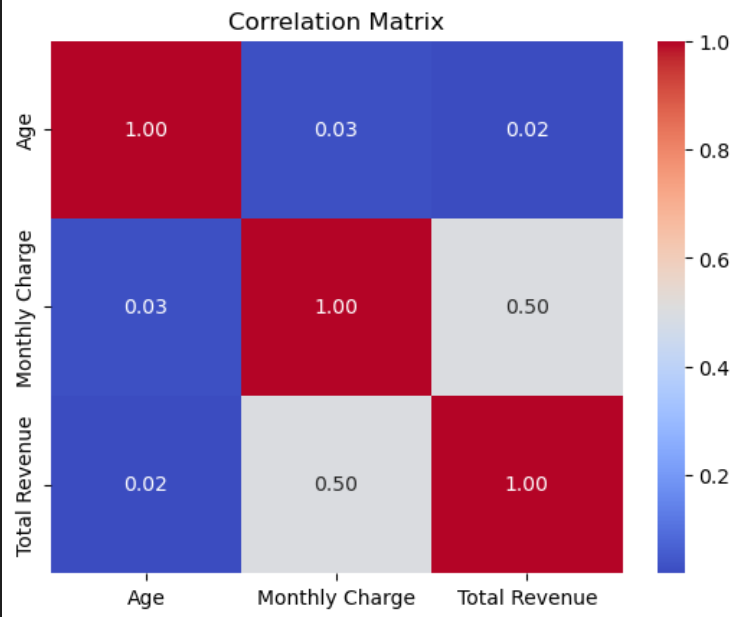 Correlation Matrix
Age
1.00
0.03
0.02
Monthly Charge
0.03
1.00
0.50
Total Revenue
0.02
0.50
1.00
Age
Monthly Charge
Total Revenue
1.0
0.8
0.6
0.4
0.2